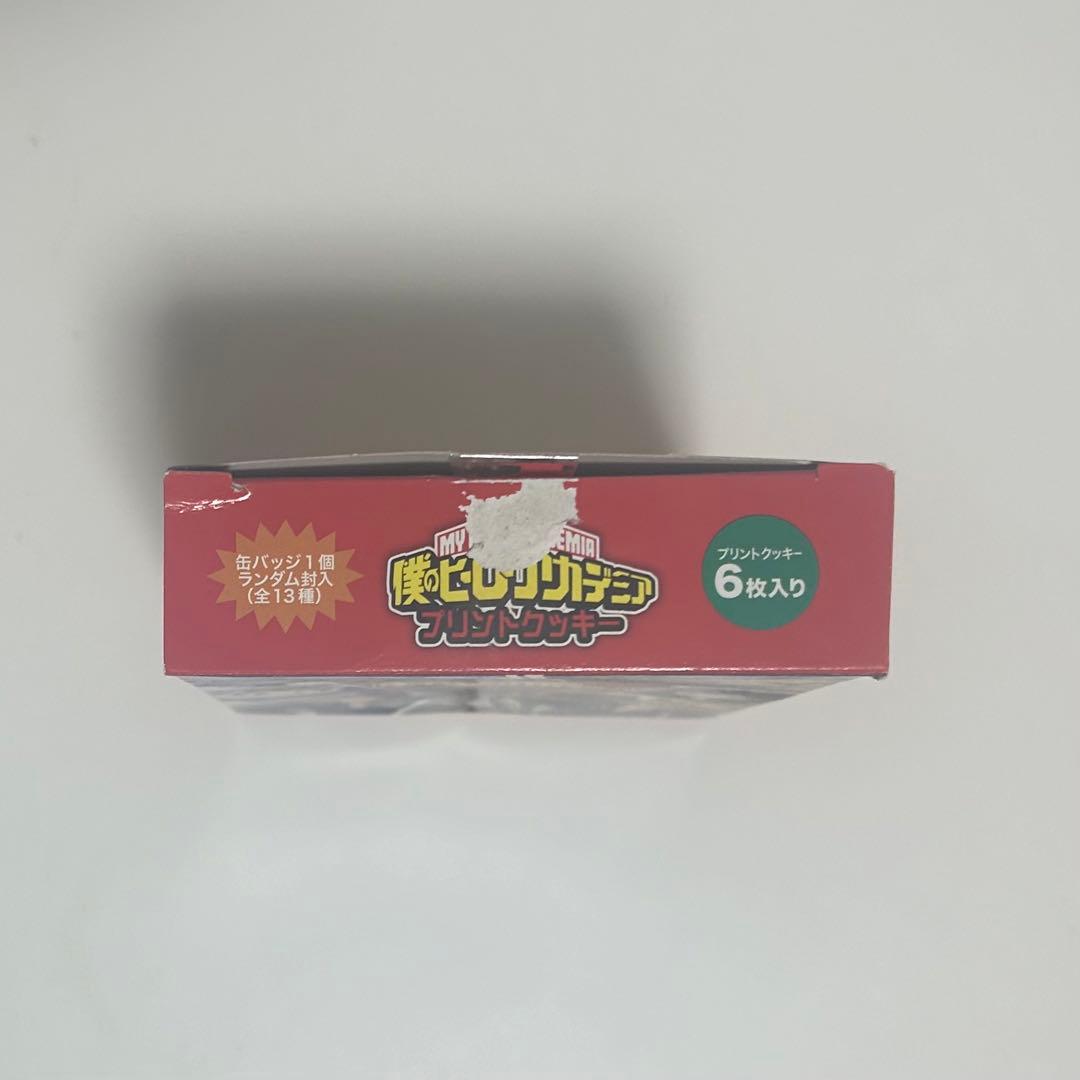 缶バッジ1個
ランダム封入
（全13種）
MY
EMIA
僕のヒーローアカデミア
プリントクッキー
プリントクッキー
6枚入り